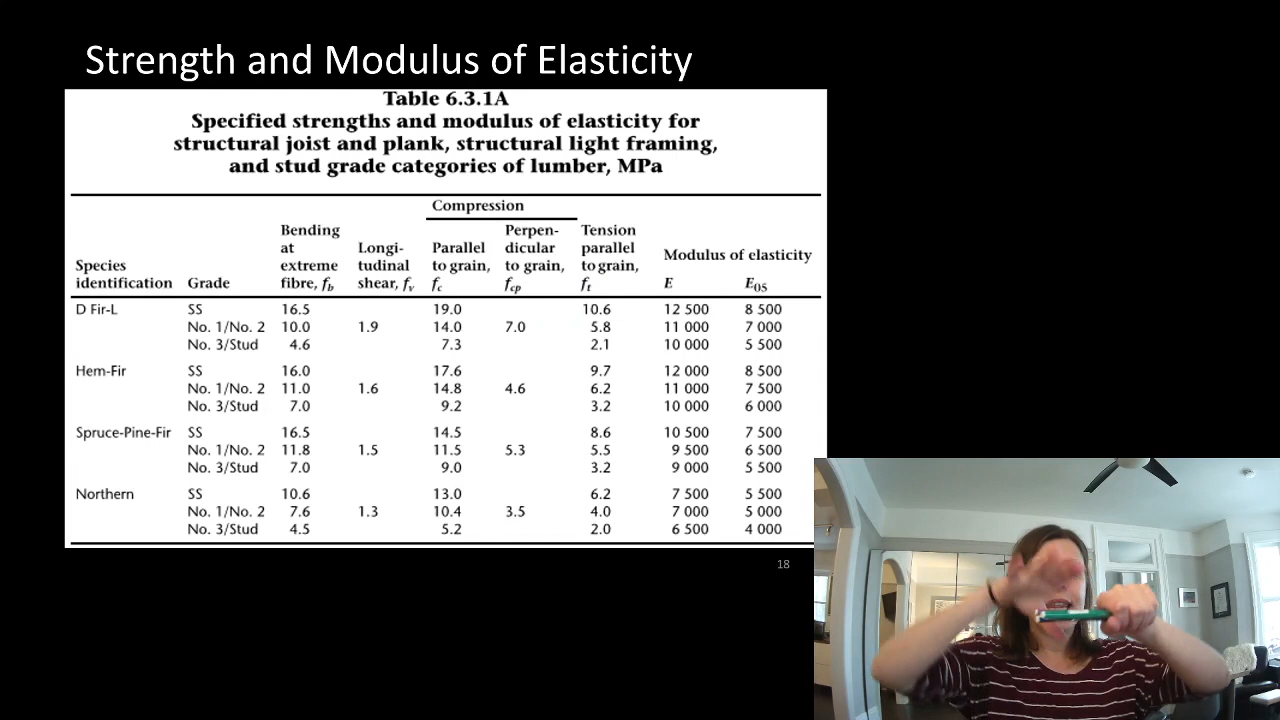 Strength and Modulus of Elasticity
Table 6.3.1A
Specified strengths and modulus of elasticity for
structural joist and plank, structural light framing,
and stud grade categories of lumber, MPa
Compression
Bending Perpen- Tension
at Longi- Parallel dicular parallel Modulus of elasticity
Species extreme tudinal to grain, to grain, to grain,
identification Grade fibre, fb shear, fv fc fcp ft E E05
D Fir-L SS 16.5 19.0 10.6 12 500 8 500
No. 1/No. 2 10.0 1.9 14.0 7.0 5.8 11 000 7 000
No. 3/Stud 4.6 7.3 2.1 10 000 5 500
Hem-Fir SS 16.0 17.6 9.7 12 000 8 500
No. 1/No. 2 11.0 1.6 14.8 4.6 6.2 11 000 7 500
No. 3/Stud 7.0 9.2 3.2 10 000 6 000
Spruce-Pine-Fir SS 16.5 14.5 8.6 10 500 7 500
No. 1/No. 2 11.8 1.5 11.5 5.3 5.5 9 500 6 500
No. 3/Stud 7.0 9.0 3.2 9 000 5 500
Northern SS 10.6 13.0 6.2 7 500 5 500
No. 1/No. 2 7.6 1.3 10.4 3.5 4.0 7 000 5 000
No. 3/Stud 4.5 5.2 2.0 6 500 4 000
18